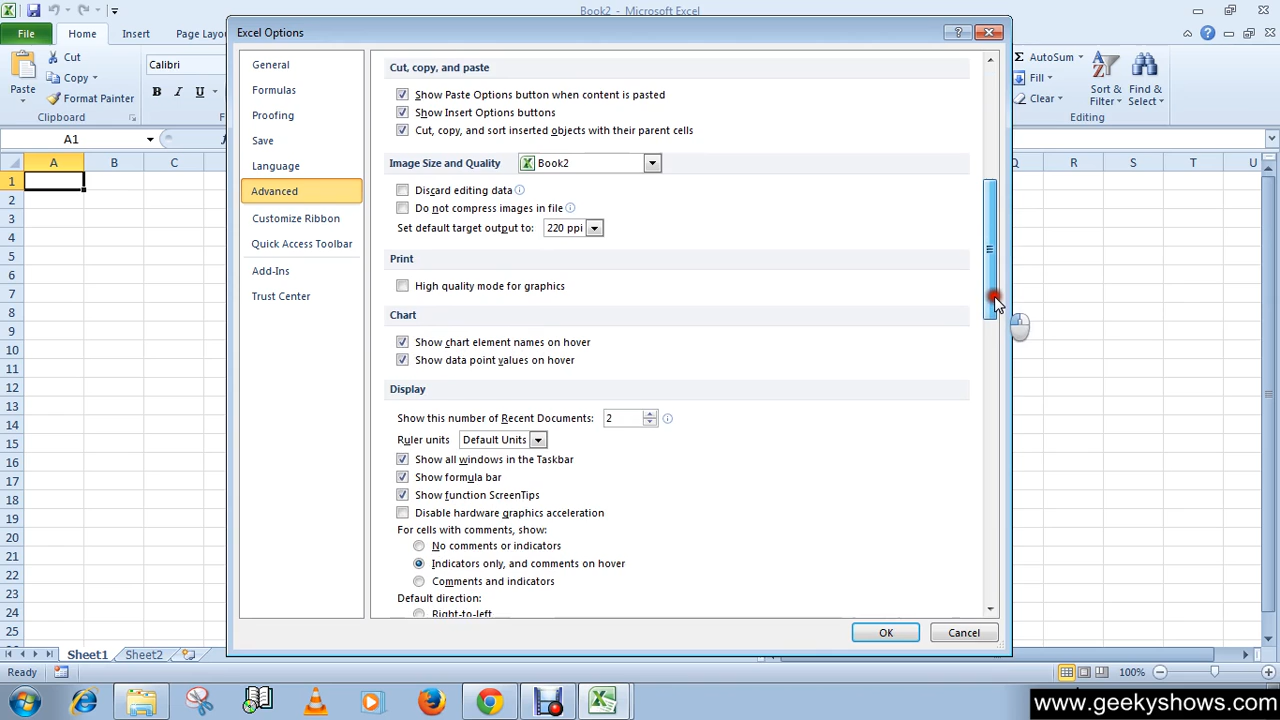 Book2 - Microsoft Excel
File Home Insert Page Layou
Excel Options
Cut
Copy
Format Painter
Paste
Clipboard
Calibri
B I U
AutoSum
Fill
Clear
Sort & Filter
Find & Select
Editing
A1
A B C Q R S T U
1
2
3
4
5
6
7
8
9
10
11
12
13
14
15
16
17
18
19
20
21
22
23
24
25
General
Formulas
Proofing
Save
Language
Advanced
Customize Ribbon
Quick Access Toolbar
Add-Ins
Trust Center
Cut, copy, and paste
Show Paste Options button when content is pasted
Show Insert Options buttons
Cut, copy, and sort inserted objects with their parent cells
Image Size and Quality Book2
Discard editing data
Do not compress images in file
Set default target output to: 220 ppi
Print
High quality mode for graphics
Chart
Show chart element names on hover
Show data point values on hover
Display
Show this number of Recent Documents: 2
Ruler units Default Units
Show all windows in the Taskbar
Show formula bar
Show function ScreenTips
Disable hardware graphics acceleration
For cells with comments, show:
No comments or indicators
Indicators only, and comments on hover
Comments and indicators
Default direction:
Right-to-left
OK Cancel
Sheet1 Sheet2
Ready 100%
www.geekyshows.com